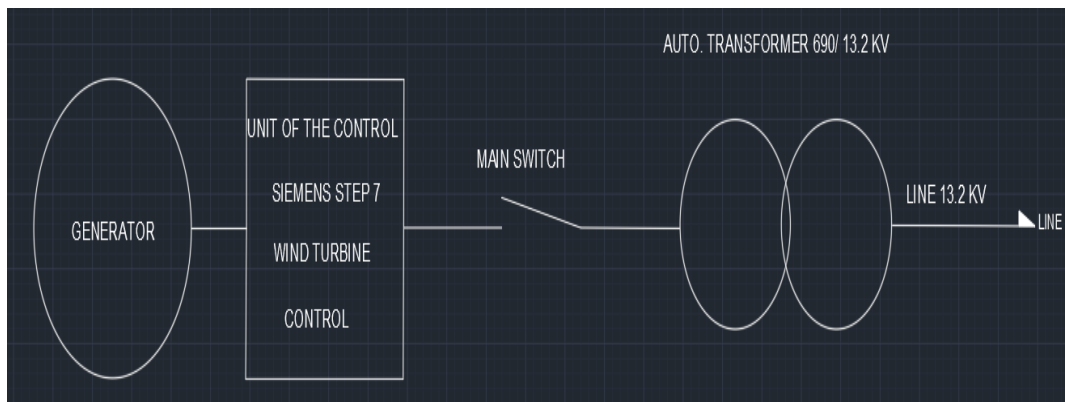 AUTO. TRANSFORMER 690/ 13.2 KV
GENERATOR
UNIT OF THE CONTROL
SIEMENS STEP 7
WIND TURBINE
CONTROL
MAIN SWITCH
LINE 13.2 KV
LINE